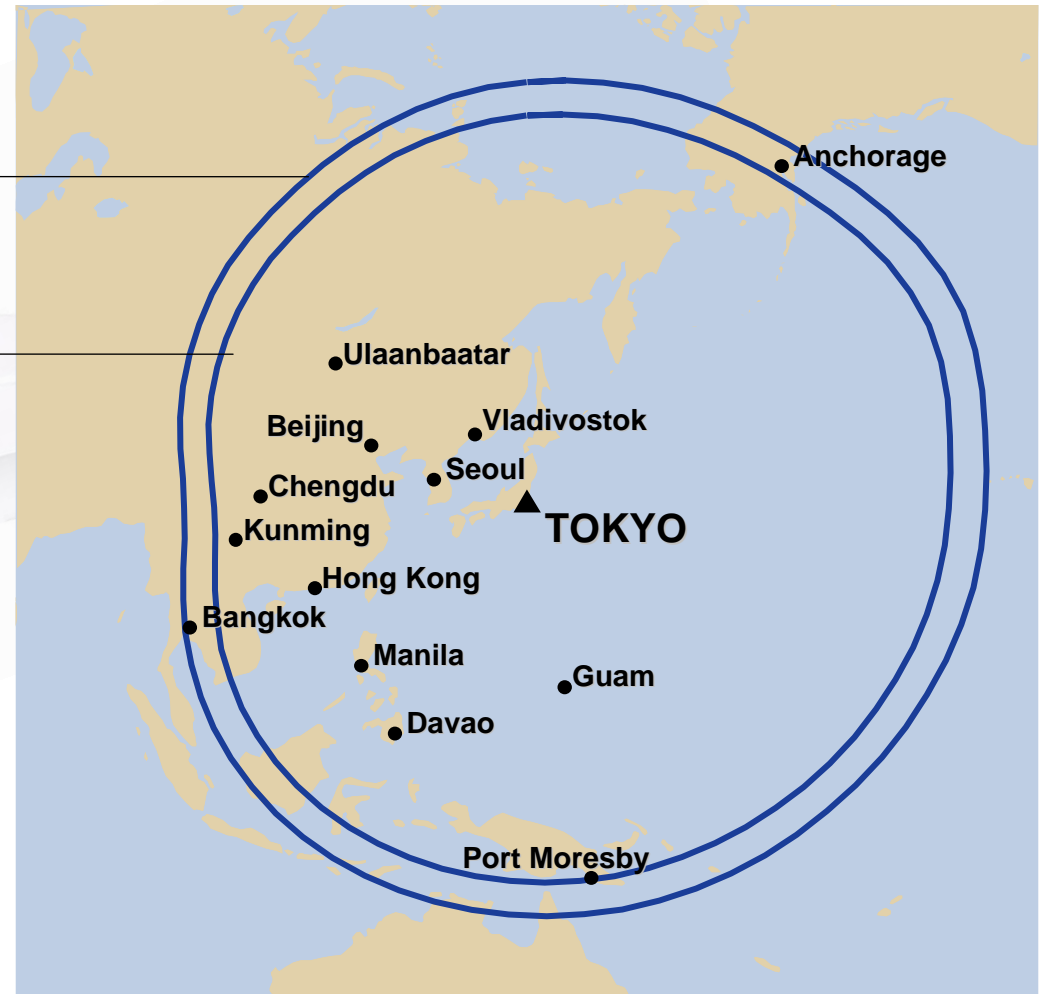 Anchorage
Ulaanbaatar
Vladivostok
Beijing
Seoul
Chengdu
TOKYO
Kunming
Hong Kong
Bangkok
Manila
Guam
Davao
Port Moresby